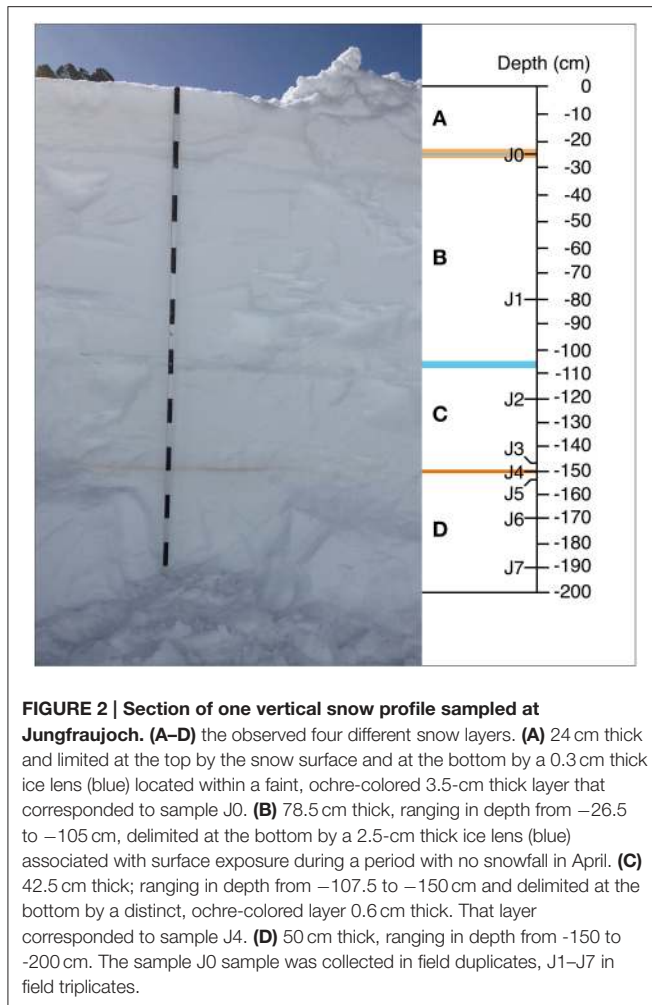 Depth (cm)
0
A
-10
-20
J0
-30
-40
-50
B
-60
-70
J1
-80
-90
-100
-110
J2
-120
C
-130
J3
-140
J4
-150
J5
-160
J6
-170
D
-180
J7
-190
-200
FIGURE 2 | Section of one vertical snow profile sampled at
Jungfraujoch. (A–D) the observed four different snow layers. (A) 24 cm thick
and limited at the top by the snow surface and at the bottom by a 0.3 cm thick
ice lens (blue) located within a faint, ochre-colored 3.5-cm thick layer that
corresponded to sample J0. (B) 78.5 cm thick, ranging in depth from −26.5
to −105 cm, delimited at the bottom by a 2.5-cm thick ice lens (blue)
associated with surface exposure during a period with no snowfall in April. (C)
42.5 cm thick; ranging in depth from −107.5 to −150 cm and delimited at the
bottom by a distinct, ochre-colored layer 0.6 cm thick. That layer
corresponded to sample J4. (D) 50 cm thick, ranging in depth from -150 to
-200 cm. The sample J0 sample was collected in field duplicates, J1–J7 in
field triplicates.